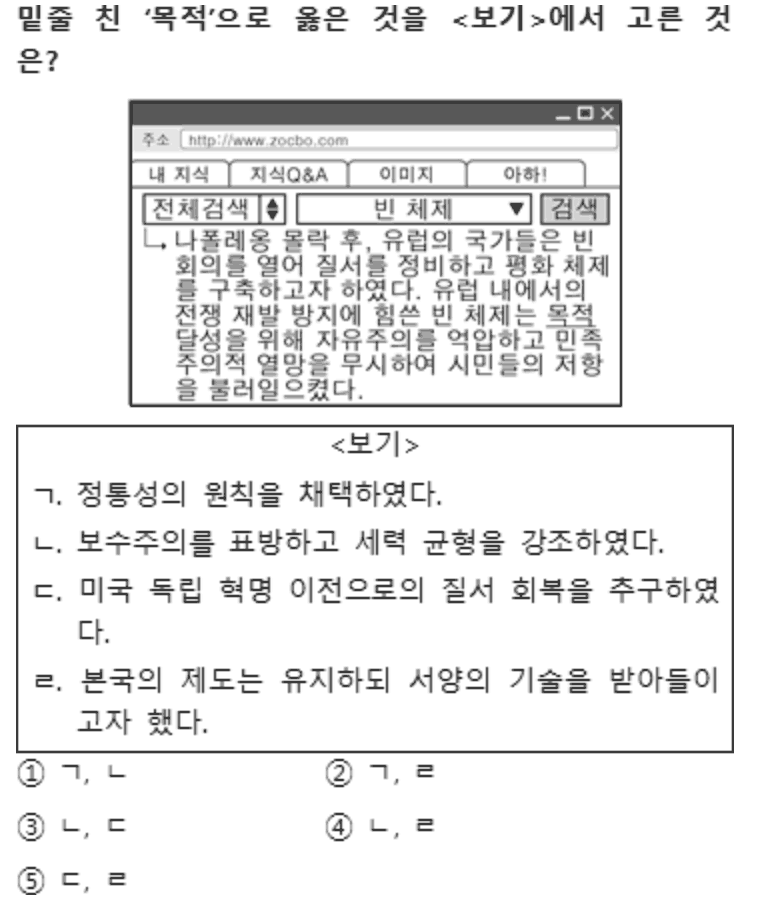 밑줄 친 ‘목적’으로 옳은 것을 <보기>에서 고른 것
은?
주소 http://www.zocbo.com
내 지식 지식Q&A 이미지 아하!
전체검색 빈 체제 ▼ 검색
나폴레옹 몰락 후, 유럽의 국가들은 빈
회의를 열어 질서를 정비하고 평화 체제
를 구축하고자 하였다. 유럽 내에서의
전쟁 재발 방지에 힘쓴 빈 체제는 목적
달성을 위해 자유주의를 억압하고 민족
주의적 열망을 무시하여 시민들의 저항
을 불러일으켰다.
<보기>
ㄱ. 정통성의 원칙을 채택하였다.
ㄴ. 보수주의를 표방하고 세력 균형을 강조하였다.
ㄷ. 미국 독립 혁명 이전으로의 질서 회복을 추구하였
다.
ㄹ. 본국의 제도는 유지하되 서양의 기술을 받아들이
고자 했다.
① ㄱ, ㄴ ② ㄱ, ㄹ
③ ㄴ, ㄷ ④ ㄴ, ㄹ
⑤ ㄷ, ㄹ